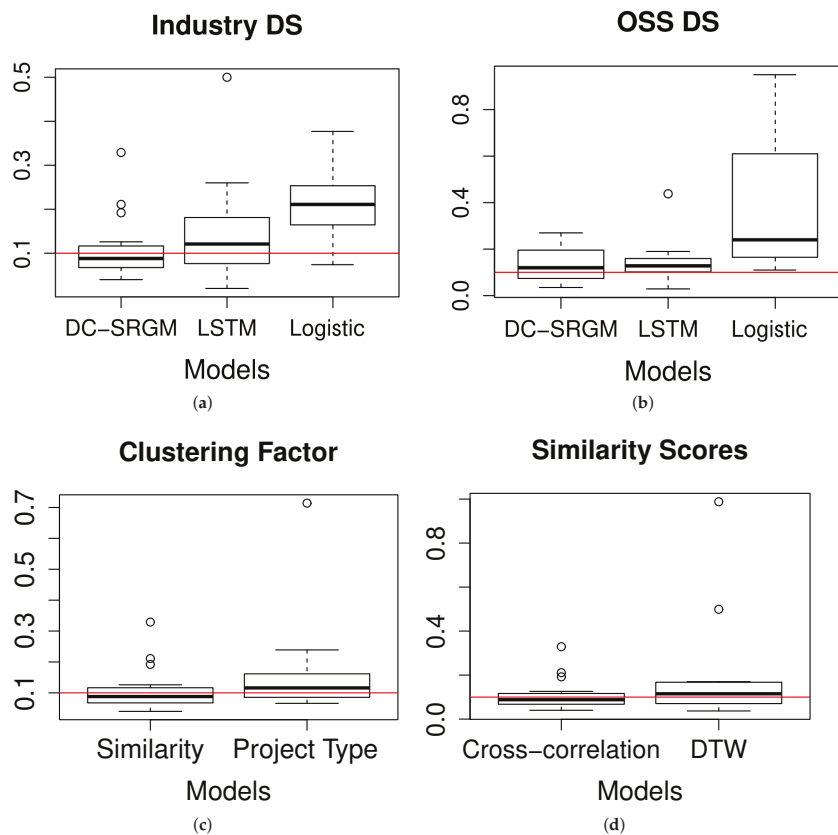 Industry DS
0.5
0.3
0.1
DC−SRGM LSTM Logistic
Models
(a)
OSS DS
0.8
0.4
0.0
DC−SRGM LSTM Logistic
Models
(b)
Clustering Factor
0.7
0.5
0.3
0.1
Similarity Project Type
Models
(c)
Similarity Scores
0.8
0.4
0.0
Cross−correlation DTW
Models
(d)